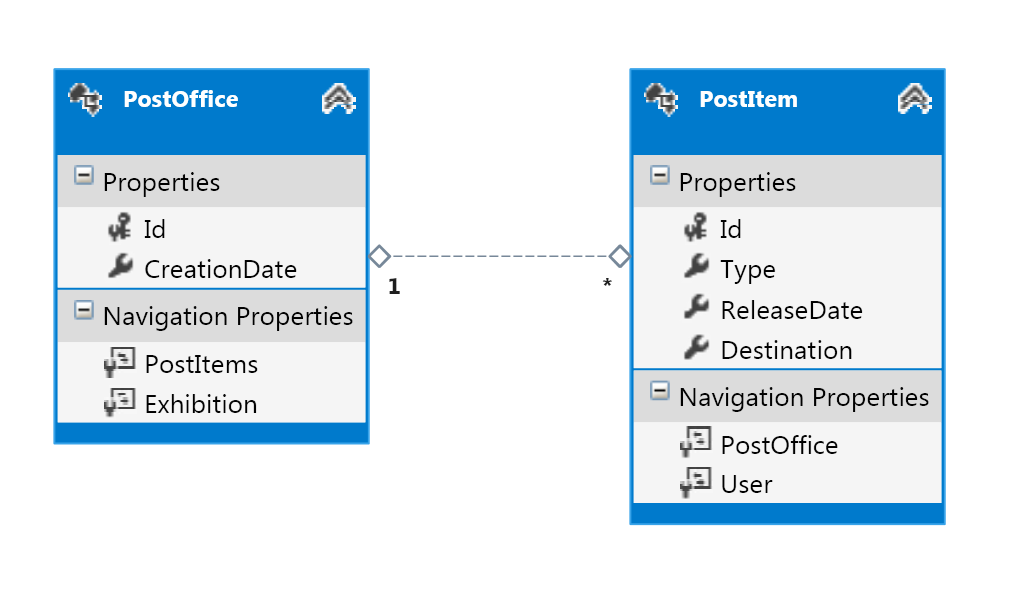 PostOffice
Properties
Id
CreationDate
Navigation Properties
PostItems
Exhibition
1
*
PostItem
Properties
Id
Type
ReleaseDate
Destination
Navigation Properties
PostOffice
User